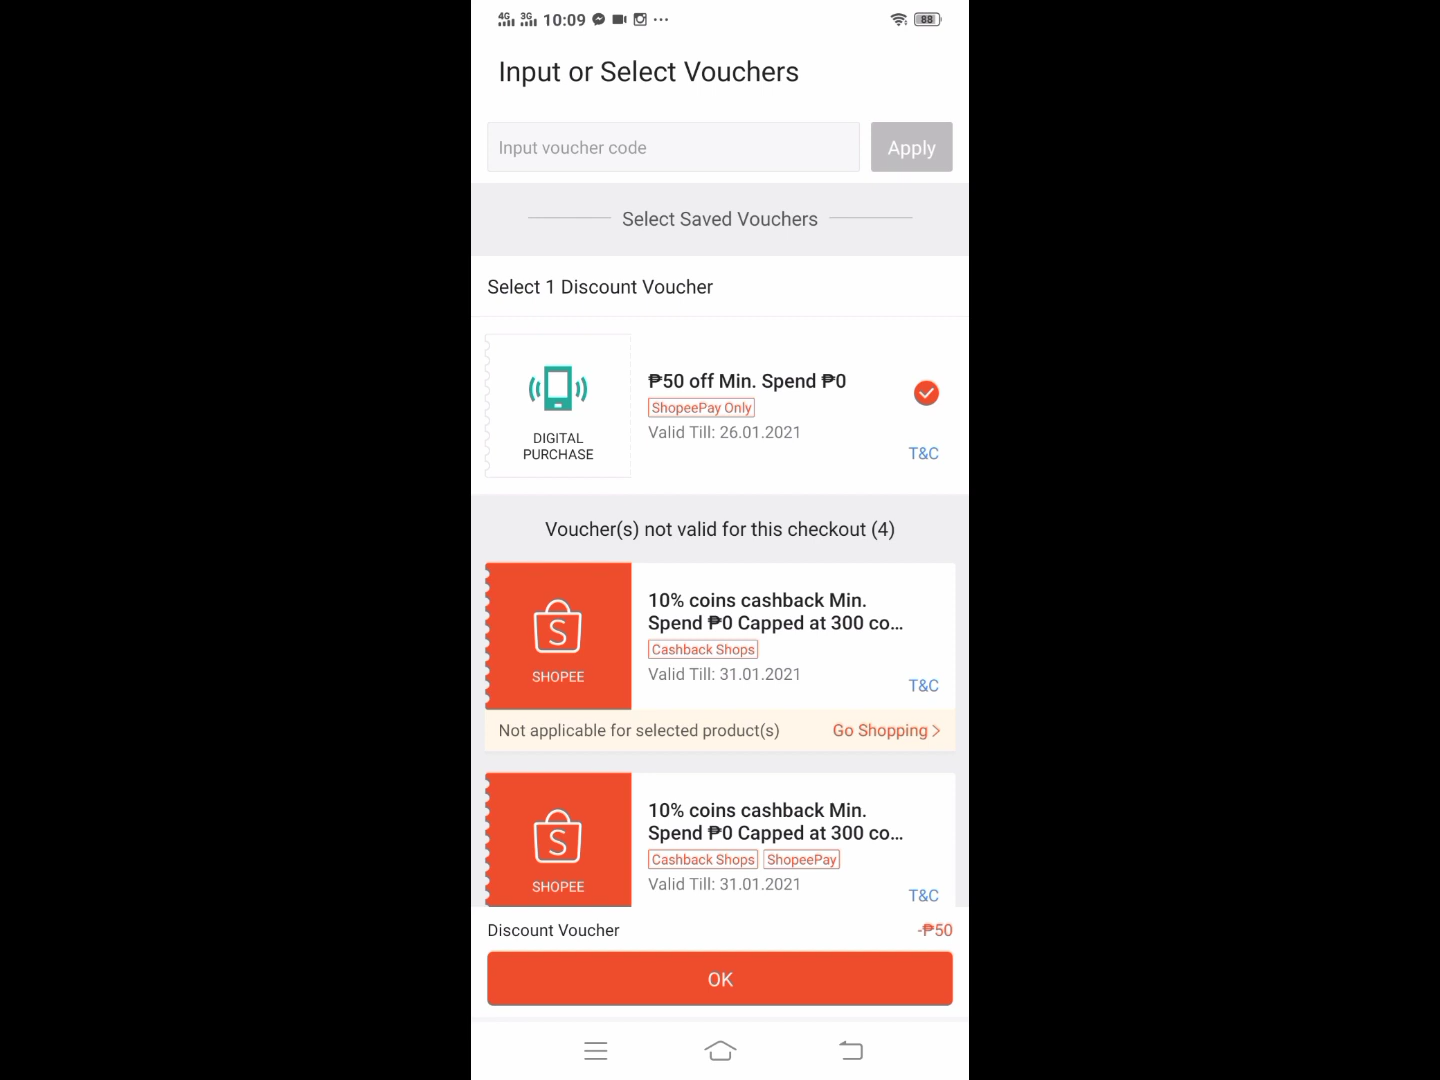 4G 3G 10:09 88
Input or Select Vouchers
Input voucher code Apply
Select Saved Vouchers
Select 1 Discount Voucher
₱50 off Min. Spend ₱0
ShopeePay Only
Valid Till: 26.01.2021
DIGITAL
PURCHASE
T&C
Voucher(s) not valid for this checkout (4)
10% coins cashback Min.
Spend ₱0 Capped at 300 co...
Cashback Shops
Valid Till: 31.01.2021
SHOPEE
T&C
Not applicable for selected product(s) Go Shopping >
10% coins cashback Min.
Spend ₱0 Capped at 300 co...
Cashback Shops ShopeePay
Valid Till: 31.01.2021
SHOPEE
T&C
Discount Voucher -₱50
OK